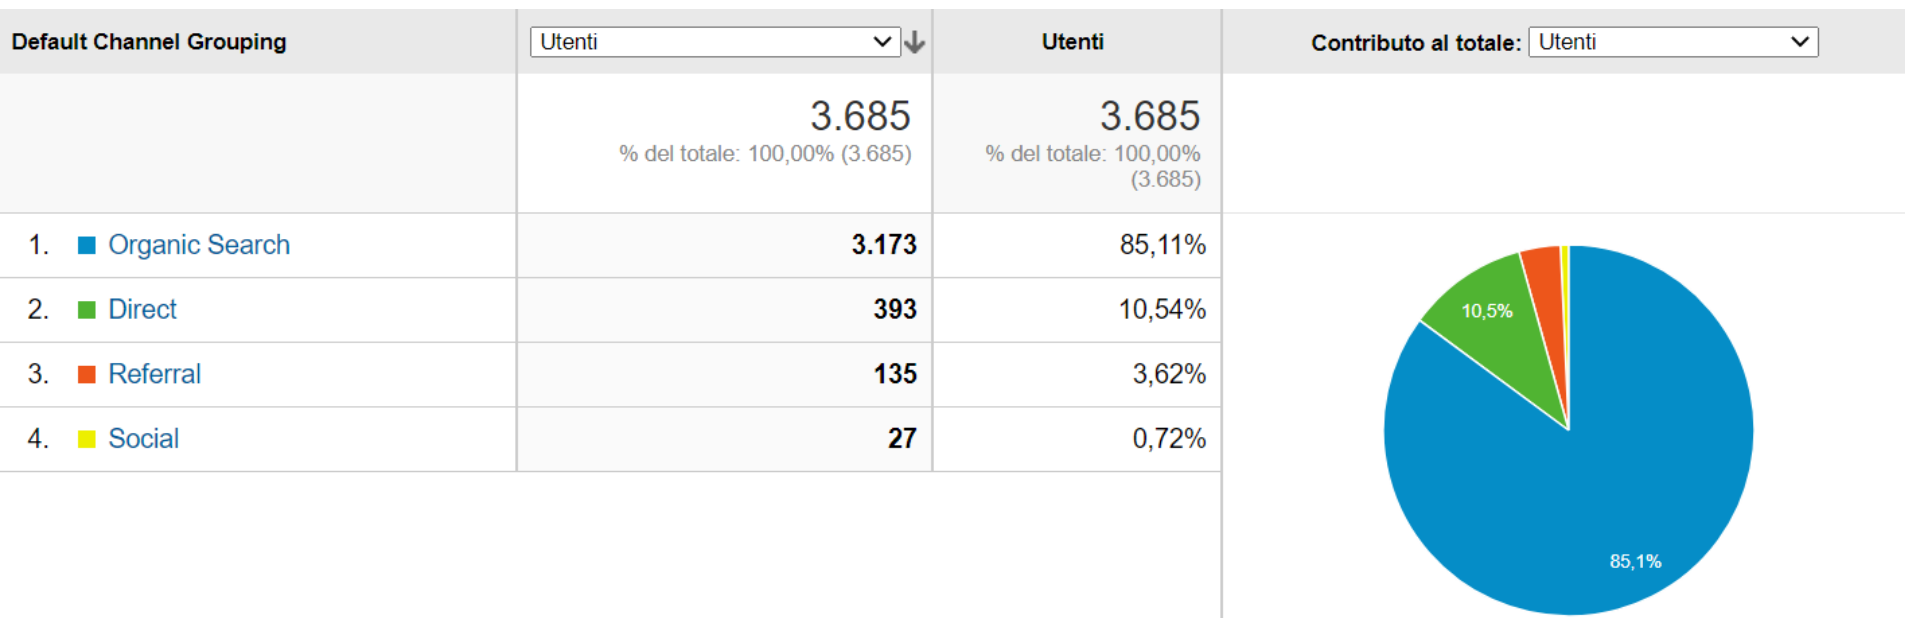 Default Channel Grouping
Utenti
Utenti
Contributo al totale: Utenti
3.685
% del totale: 100,00% (3.685)
3.685
% del totale: 100,00%
(3.685)
1. Organic Search 3.173 85,11%
2. Direct 393 10,54%
3. Referral 135 3,62%
4. Social 27 0,72%
10,5%
85,1%